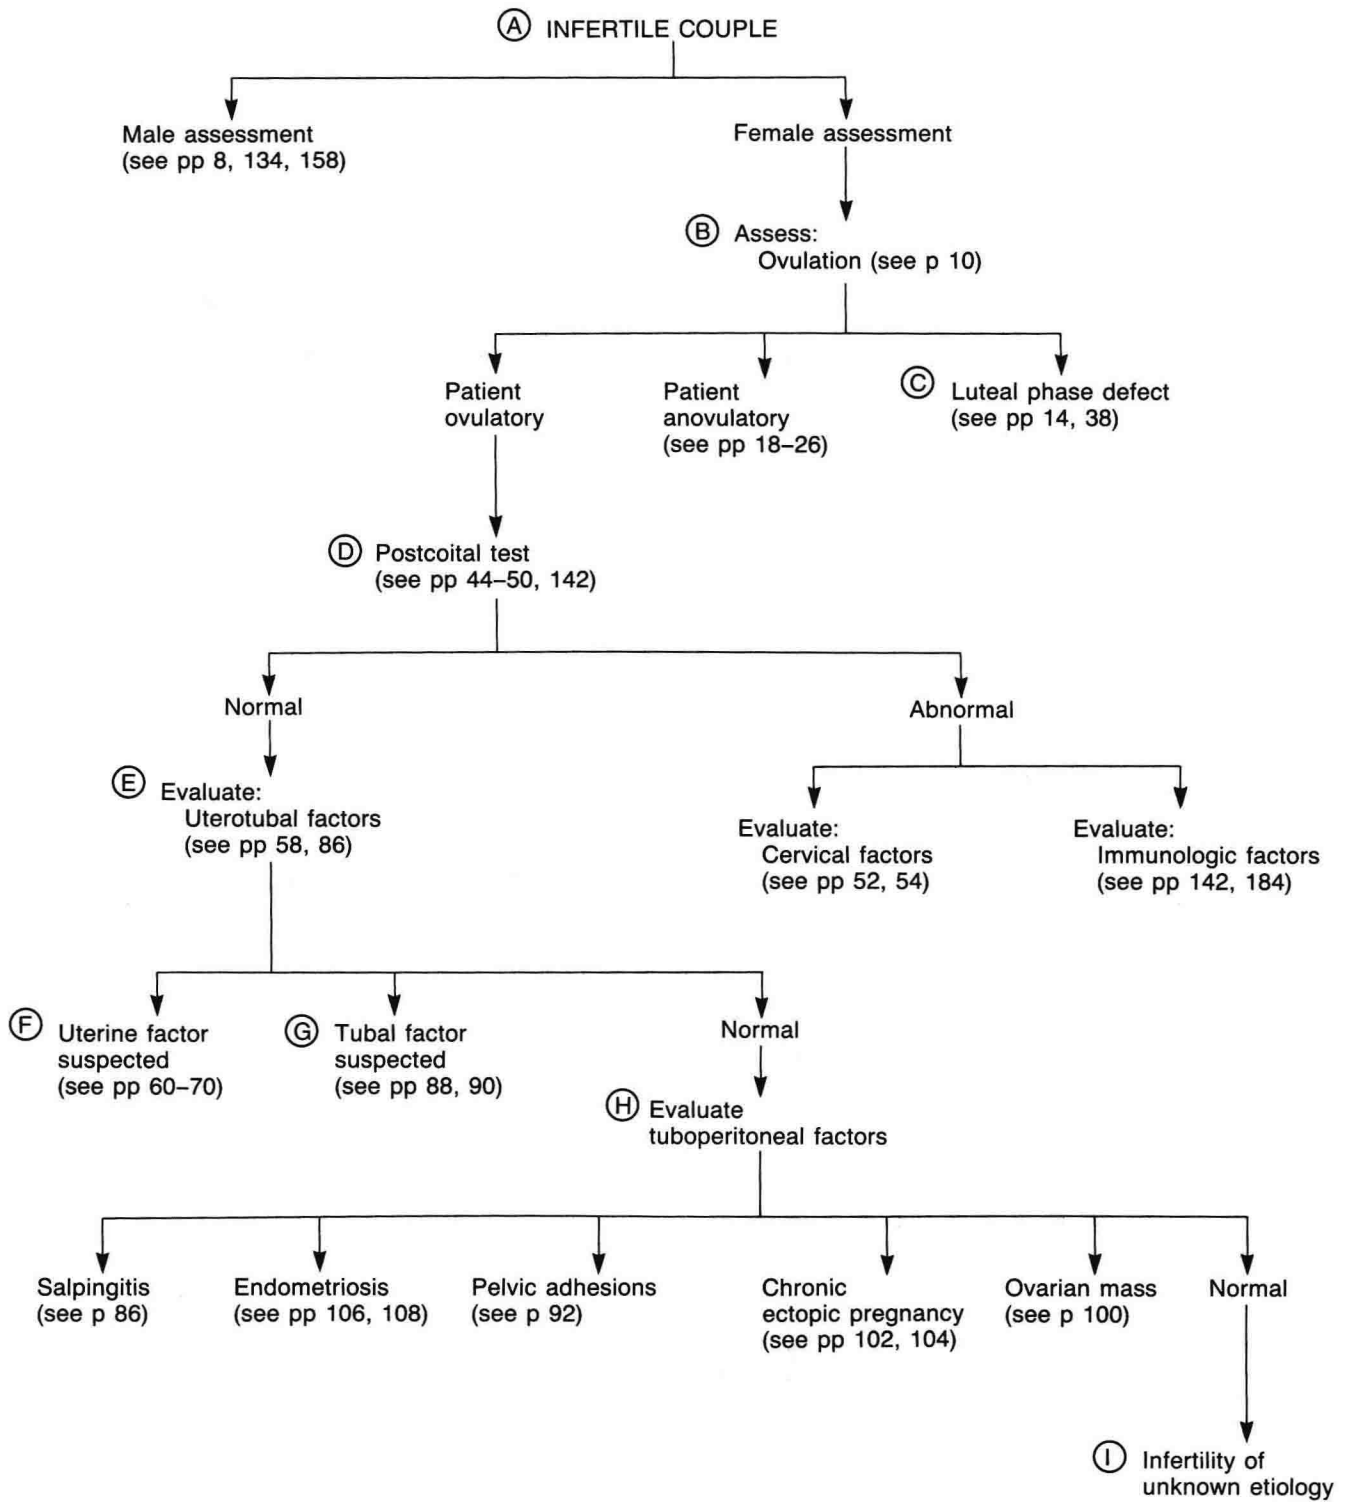 Ⓐ INFERTILE COUPLE
Male assessment
(see pp 8, 134, 158)
Female assessment
Ⓑ Assess:
Ovulation (see p 10)
Patient
ovulatory
Patient
anovulatory
(see pp 18–26)
Ⓒ Luteal phase defect
(see pp 14, 38)
Ⓓ Postcoital test
(see pp 44–50, 142)
Normal
Abnormal
Ⓔ Evaluate:
Uterotubal factors
(see pp 58, 86)
Evaluate:
Cervical factors
(see pp 52, 54)
Evaluate:
Immunologic factors
(see pp 142, 184)
Ⓕ Uterine factor
suspected
(see pp 60–70)
Ⓖ Tubal factor
suspected
(see pp 88, 90)
Normal
Ⓗ Evaluate
tuboperitoneal factors
Salpingitis
(see p 86)
Endometriosis
(see pp 106, 108)
Pelvic adhesions
(see p 92)
Chronic
ectopic pregnancy
(see pp 102, 104)
Ovarian mass
(see p 100)
Normal
Ⓘ Infertility of
unknown etiology